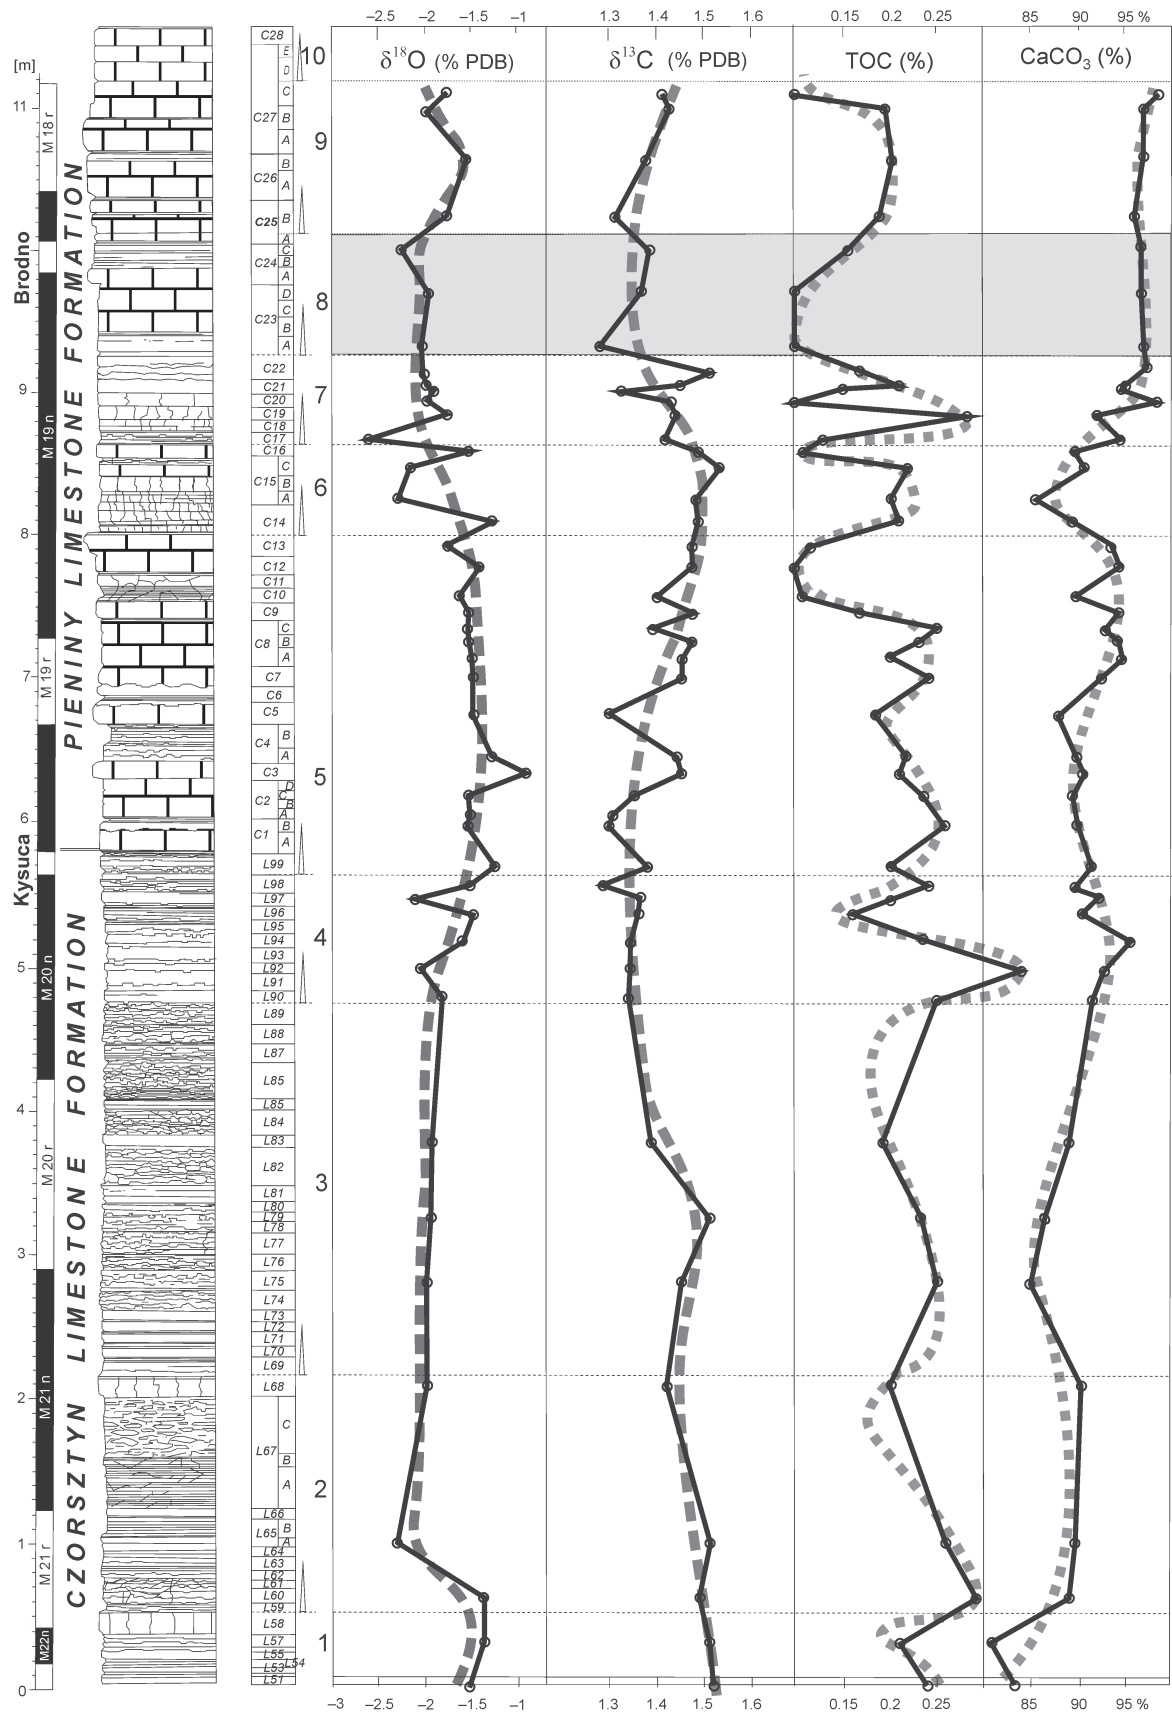 −2.5 −2 −1.5 −1 1.3 1.4 1.5 1.6 0.15 0.2 0.25 85 90 95 %
δ18O (% PDB) δ13C (% PDB) TOC (%) CaCO3 (%)
[m]
11
9
8
7
6
5
4
3
2
1
0
Brodno
Kysuca
M 18 r
M 19 n
M 19 r
M 20 n
M 20 r
M 21 n
M 21 r
M22n
PIENINY LIMESTONE FORMATION
CZORSZTYN LIMESTONE FORMATION
C28
E
D
C27 C
B
A
C26 B
A
C25 B
A
C24 C
B
A
C23 D
C
B
A
C22
C21
C20
C19
C18
C17
C16
C15 C
B
A
C14
C13
C12
C11
C10
C9
C8 C
B
A
C7
C6
C5
C4 B
A
C3
C2 D
C
B
A
C1 B
A
L99
L98
L97
L96
L95
L94
L93
L92
L91
L90
L89
L88
L87
L85
L85
L84
L83
L82
L81
L80
L79
L78
L77
L76
L75
L74
L73
L72
L71
L70
L69
L68
L67 C
B
A
L66
L65 B
A
L64
L63
L62
L61
L60
L59
L58
L57
L55
L54
L53
L51
10
9
8
7
6
5
4
3
2
1
−3 −2.5 −2 −1.5 −1 1.3 1.4 1.5 1.6 0.15 0.2 0.25 85 90 95 %